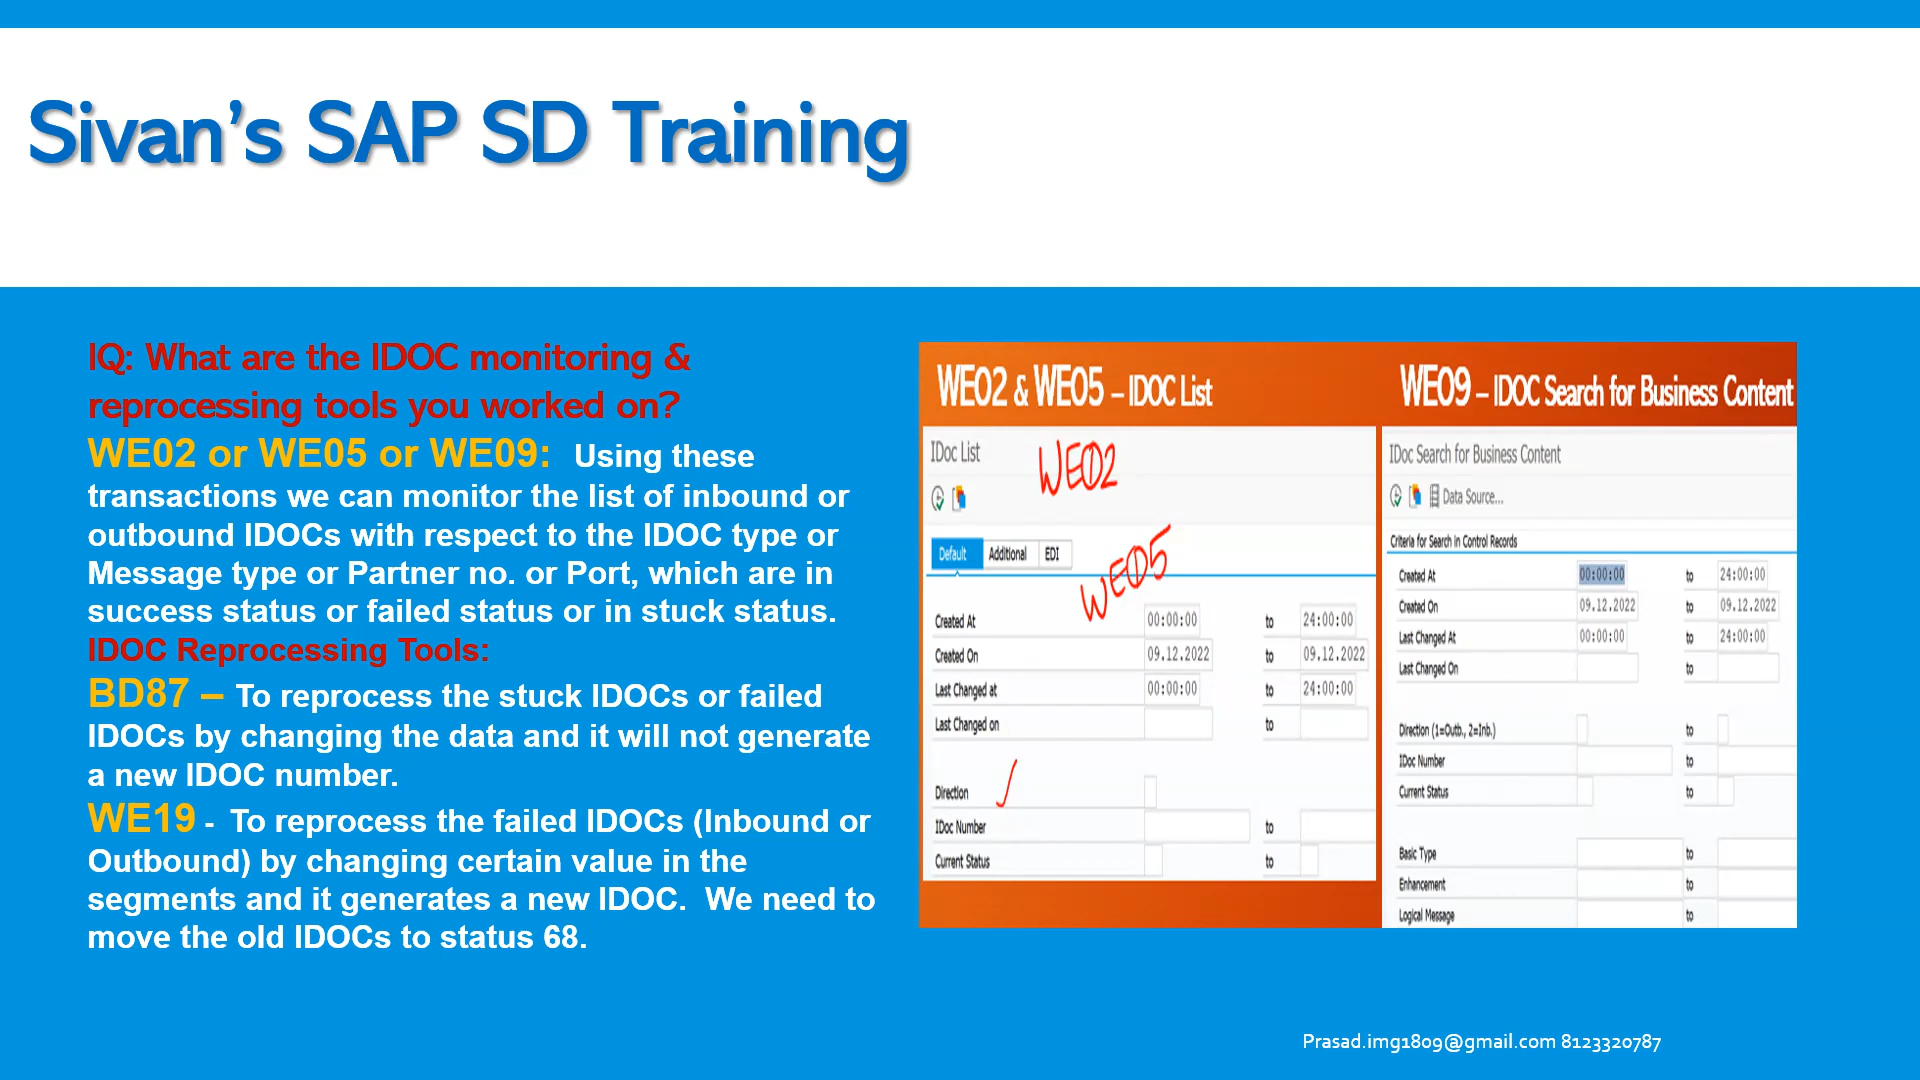 Sivan's SAP SD Training
IQ: What are the IDOC monitoring &
reprocessing tools you worked on?
WE02 or WE05 or WE09: Using these
transactions we can monitor the list of inbound or
outbound IDOCs with respect to the IDOC type or
Message type or Partner no. or Port, which are in
success status or failed status or in stuck status.
IDOC Reprocessing Tools:
BD87 – To reprocess the stuck IDOCs or failed
IDOCs by changing the data and it will not generate
a new IDOC number.
WE19 - To reprocess the failed IDOCs (Inbound or
Outbound) by changing certain value in the
segments and it generates a new IDOC. We need to
move the old IDOCs to status 68.
WE02 & WE05 – IDOC List
IDoc List
WE02
Default Additional EDI
WE05
Created At 00:00:00 to 24:00:00
Created On 09.12.2022 to 09.12.2022
Last Changed at 00:00:00 to 24:00:00
Last Changed on to
Direction
IDoc Number to
Current Status to
WE09 – IDOC Search for Business Content
IDoc Search for Business Content
Data Source...
Criteria for Search in Control Records
Created At 00:00:00 to 24:00:00
Created On 09.12.2022 to 09.12.2022
Last Changed At 00:00:00 to 24:00:00
Last Changed On to
Direction (1=Outb., 2=Inb.) to
IDoc Number to
Current Status to
Basic Type to
Enhancement to
Logical Message to
Prasad.img1809@gmail.com 8123320787